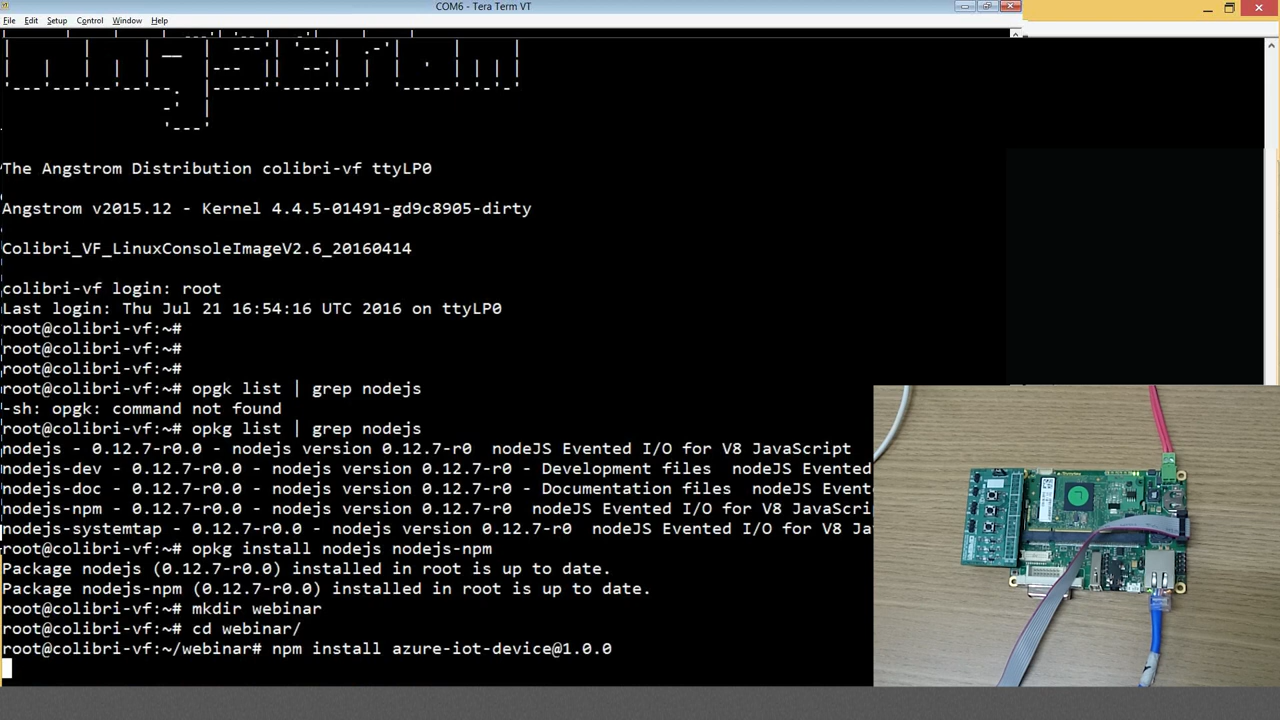 COM6 - Tera Term VT
File Edit Setup Control Window Help
The Angstrom Distribution colibri-vf ttyLP0
Angstrom v2015.12 - Kernel 4.4.5-01491-gd9c8905-dirty
Colibri_VF_LinuxConsoleImageV2.6_20160414
colibri-vf login: root
Last login: Thu Jul 21 16:54:16 UTC 2016 on ttyLP0
root@colibri-vf:~#
root@colibri-vf:~#
root@colibri-vf:~#
root@colibri-vf:~# opgk list | grep nodejs
-sh: opgk: command not found
root@colibri-vf:~# opkg list | grep nodejs
nodejs - 0.12.7-r0.0 - nodejs version 0.12.7-r0  nodeJS Evented I/O for V8 JavaScript
nodejs-dev - 0.12.7-r0.0 - nodejs version 0.12.7-r0 - Development files  nodeJS Evented
nodejs-doc - 0.12.7-r0.0 - nodejs version 0.12.7-r0 - Documentation files  nodeJS Event
nodejs-npm - 0.12.7-r0.0 - nodejs version 0.12.7-r0  nodeJS Evented I/O for V8 JavaScri
nodejs-systemtap - 0.12.7-r0.0 - nodejs version 0.12.7-r0  nodeJS Evented I/O for V8 Ja
root@colibri-vf:~# opkg install nodejs nodejs-npm
Package nodejs (0.12.7-r0.0) installed in root is up to date.
Package nodejs-npm (0.12.7-r0.0) installed in root is up to date.
root@colibri-vf:~# mkdir webinar
root@colibri-vf:~# cd webinar/
root@colibri-vf:~/webinar# npm install azure-iot-device@1.0.0